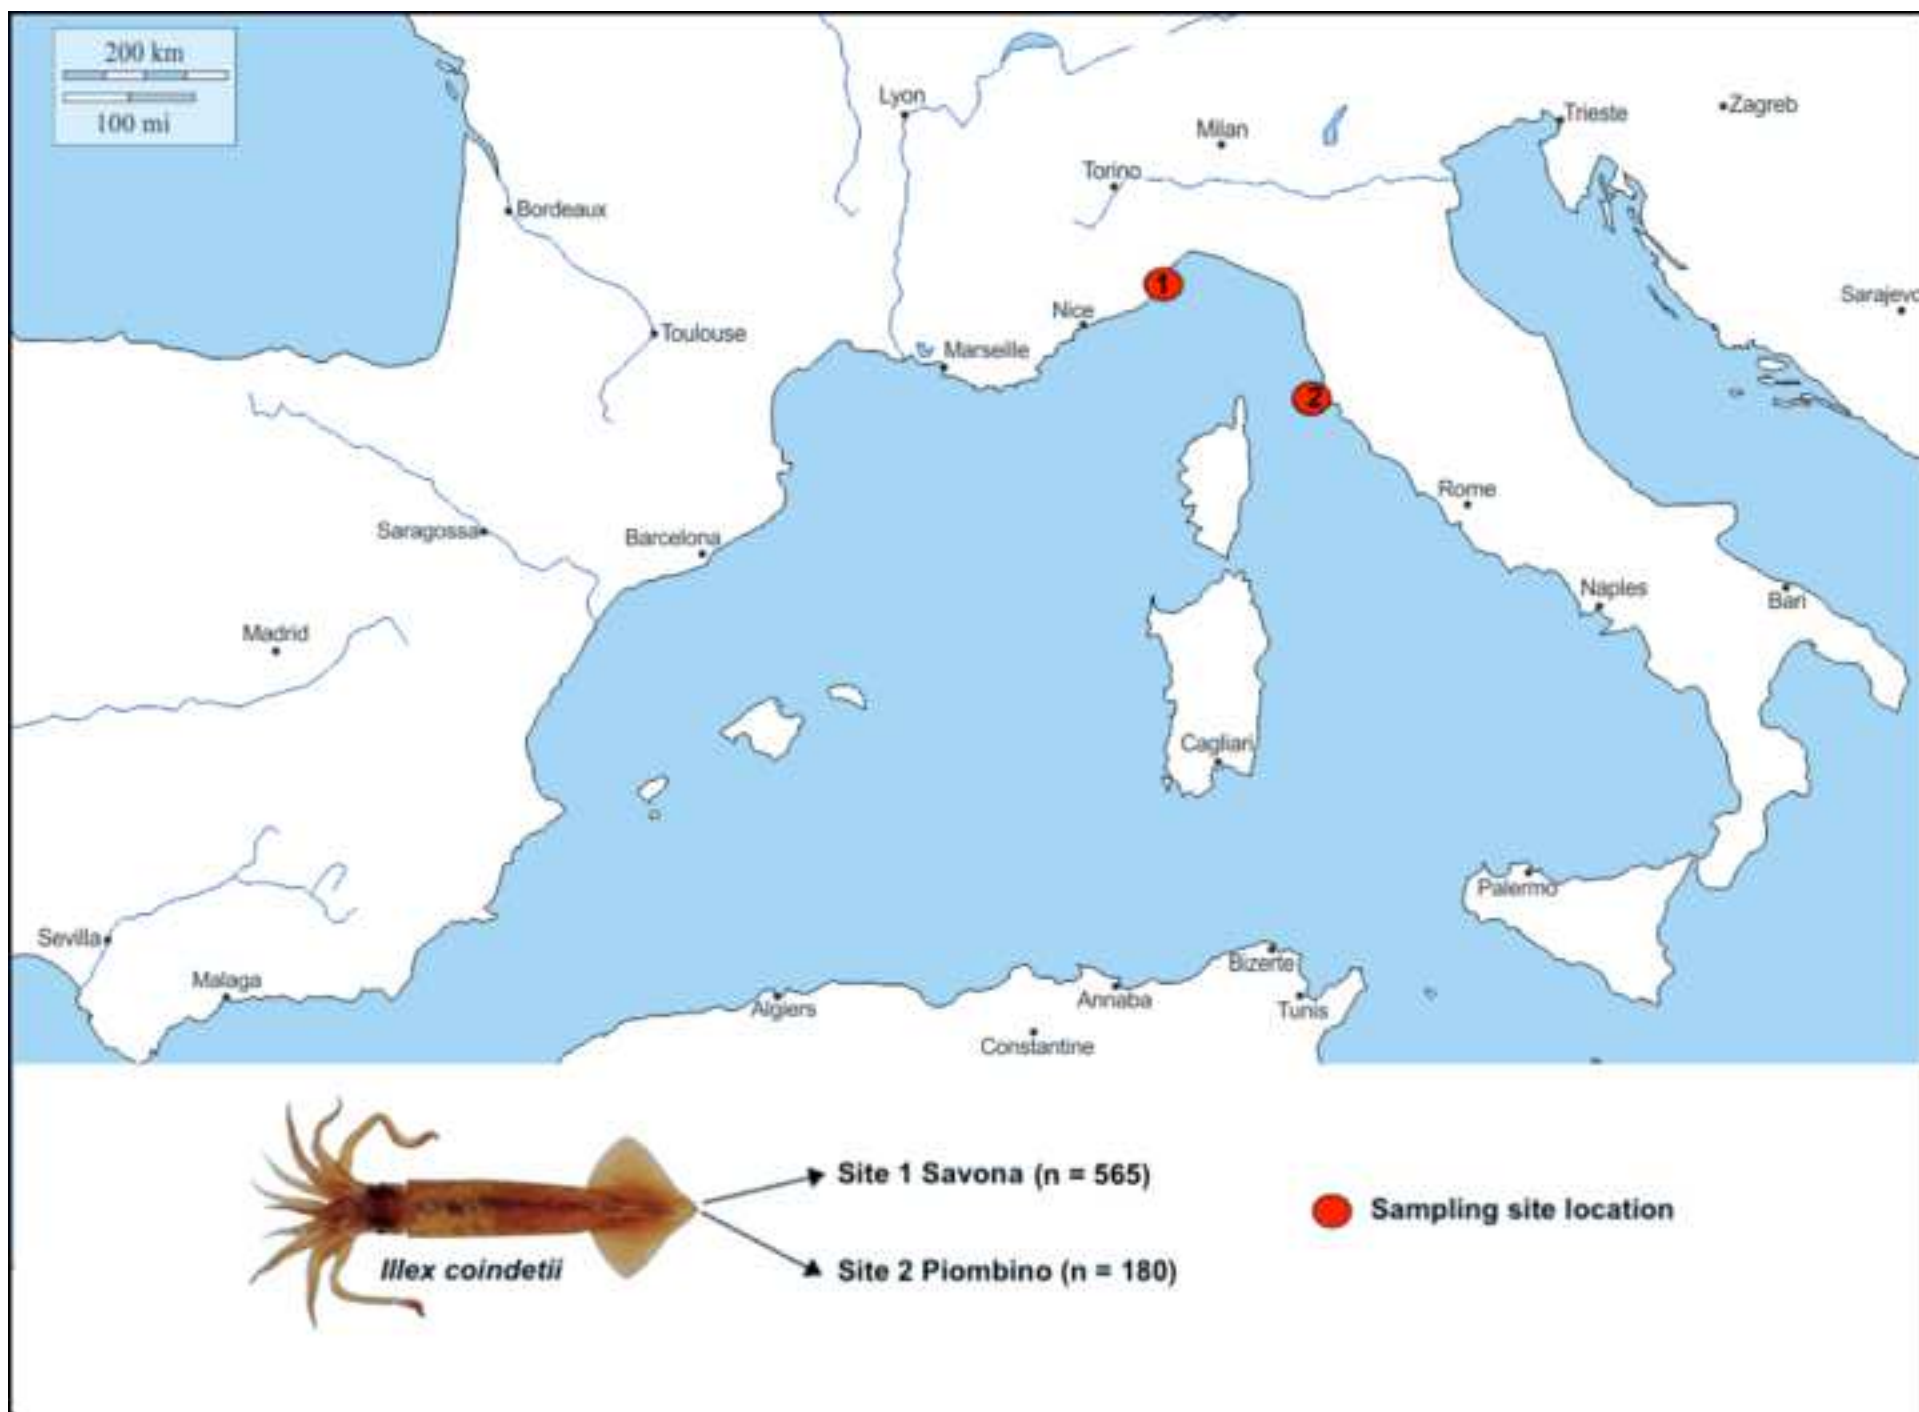 200 km
100 mi
Lyon
Milan
Trieste
Zagreb
Torino
Bordeaux
Sarajevo
1
Nice
Toulouse
Marseille
2
Rome
Saragossa
Barcelona
Naples
Bari
Madrid
Cagliari
Palermo
Sevilla
Malaga
Bizerte
Algiers
Annaba
Tunis
Constantine
Site 1 Savona (n = 565)
Sampling site location
Illex coindetii
Site 2 Piombino (n = 180)